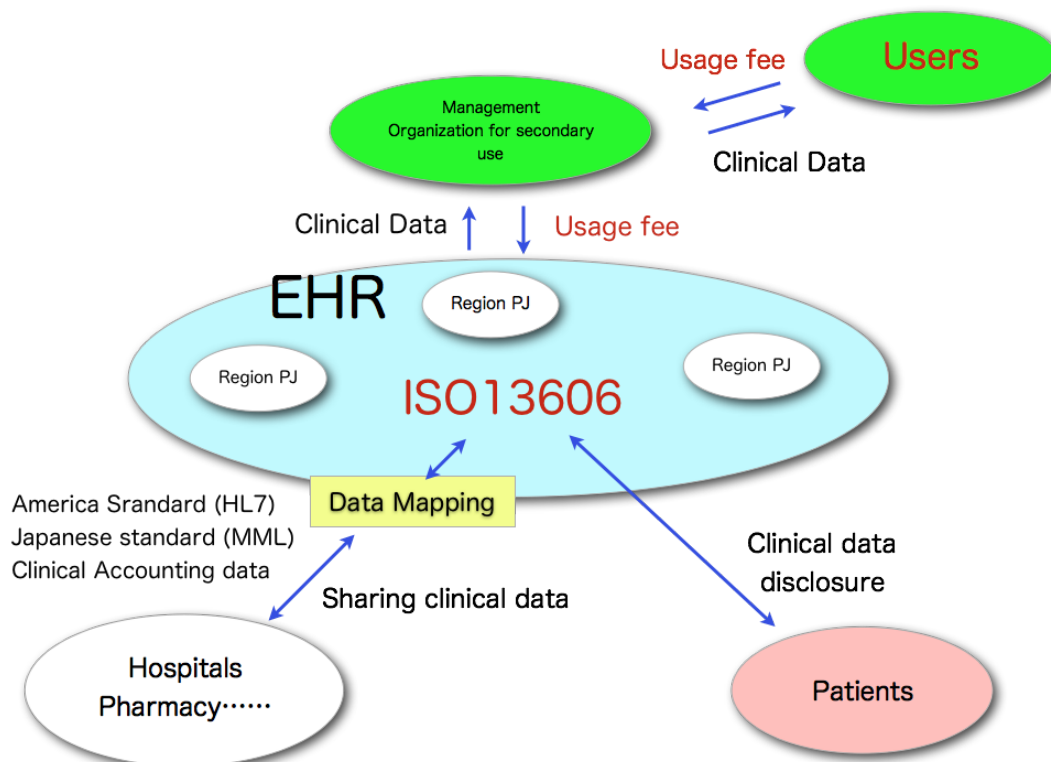 Users
Usage fee
Management
Organization for secondary
use
Clinical Data
Clinical Data
Usage fee
EHR
Region PJ
Region PJ
Region PJ
ISO13606
America Srandard (HL7)
Japanese standard (MML)
Clinical Accounting data
Data Mapping
Sharing clinical data
Clinical data
disclosure
Hospitals
Pharmacy……
Patients